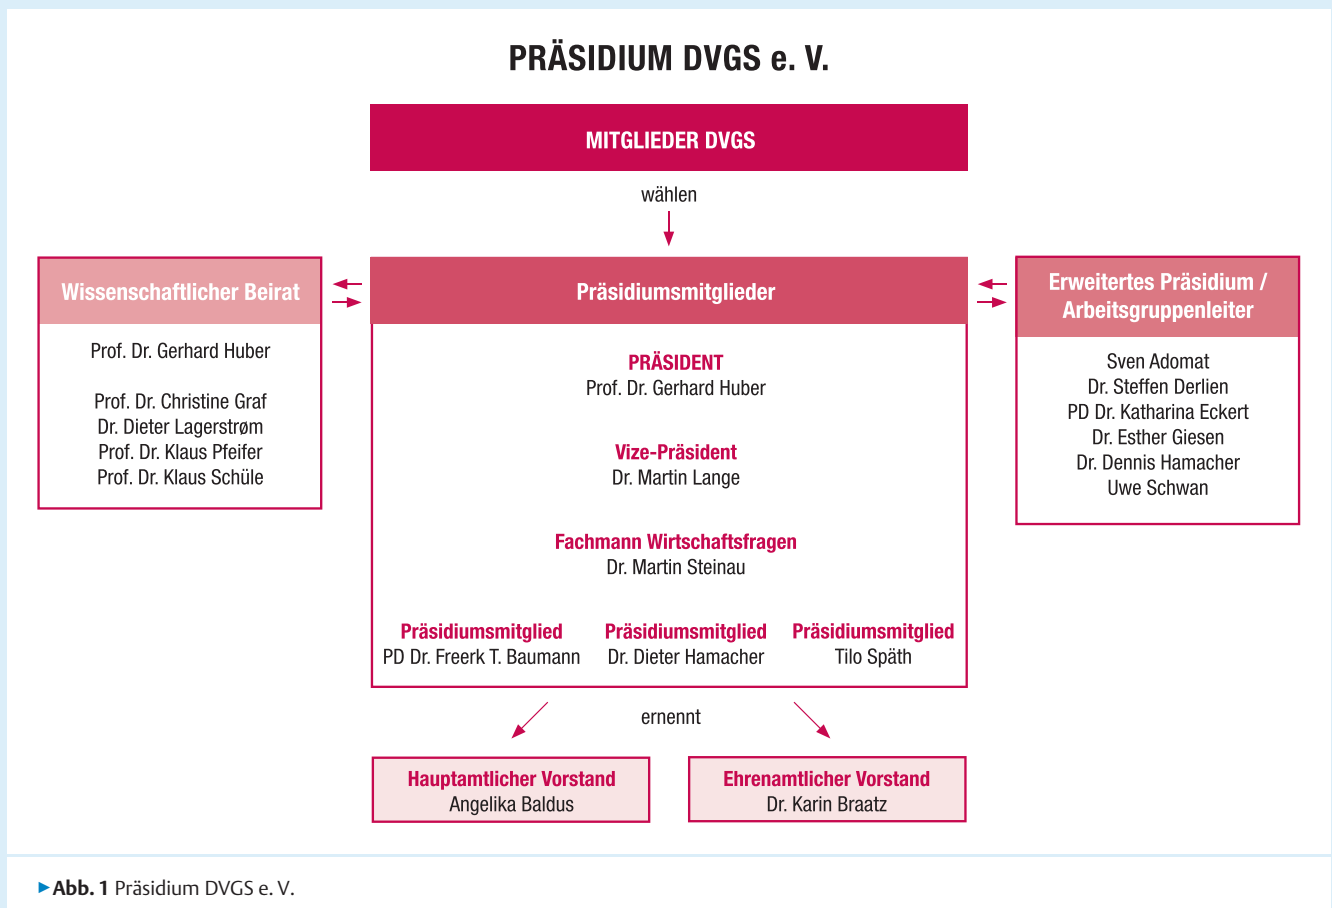 PRÄSIDIUM DVGS e. V.
MITGLIEDER DVGS
wählen
Wissenschaftlicher Beirat
Prof. Dr. Gerhard Huber
Prof. Dr. Christine Graf
Dr. Dieter Lagerstrøm
Prof. Dr. Klaus Pfeifer
Prof. Dr. Klaus Schüle
Präsidiumsmitglieder
PRÄSIDENT
Prof. Dr. Gerhard Huber
Vize-Präsident
Dr. Martin Lange
Fachmann Wirtschaftsfragen
Dr. Martin Steinau
Präsidiumsmitglied
PD Dr. Freerk T. Baumann
Präsidiumsmitglied
Dr. Dieter Hamacher
Präsidiumsmitglied
Tilo Späth
Erweitertes Präsidium /
Arbeitsgruppenleiter
Sven Adomat
Dr. Steffen Derlien
PD Dr. Katharina Eckert
Dr. Esther Giesen
Dr. Dennis Hamacher
Uwe Schwan
ernennt
Hauptamtlicher Vorstand
Angelika Baldus
Ehrenamtlicher Vorstand
Dr. Karin Braatz
▶Abb. 1 Präsidium DVGS e. V.